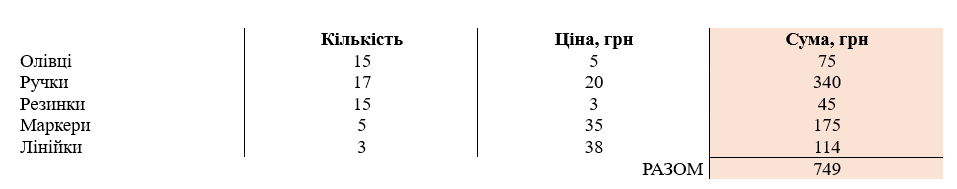 Кількість Ціна, грн Сума, грн
Олівці 15 5 75
Ручки 17 20 340
Резинки 15 3 45
Маркери 5 35 175
Лінійки 3 38 114
РАЗОМ 749